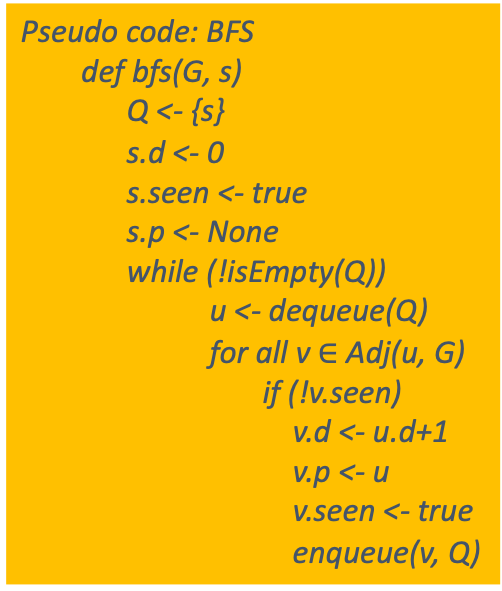 Pseudo code: BFS
def bfs(G, s)
Q <- {s}
s.d <- 0
s.seen <- true
s.p <- None
while (!isEmpty(Q))
u <- dequeue(Q)
for all v ∈ Adj(u, G)
if (!v.seen)
v.d <- u.d+1
v.p <- u
v.seen <- true
enqueue(v, Q)